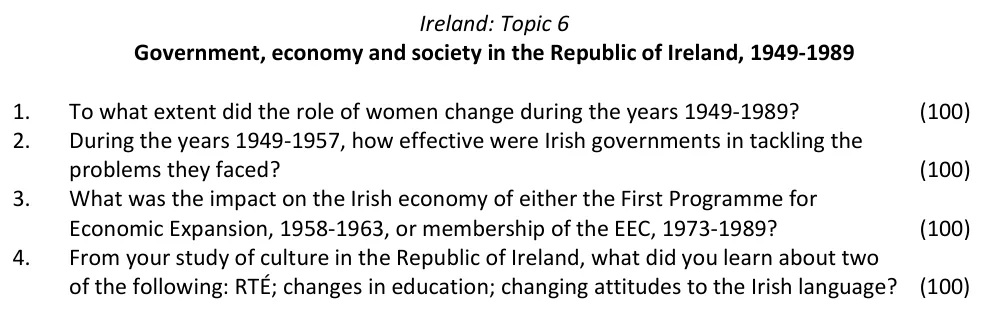 Ireland: Topic 6
Government, economy and society in the Republic of Ireland, 1949-1989
1. To what extent did the role of women change during the years 1949-1989? (100)
2. During the years 1949-1957, how effective were Irish governments in tackling the
problems they faced? (100)
3. What was the impact on the Irish economy of either the First Programme for
Economic Expansion, 1958-1963, or membership of the EEC, 1973-1989? (100)
4. From your study of culture in the Republic of Ireland, what did you learn about two
of the following: RTÉ; changes in education; changing attitudes to the Irish language? (100)